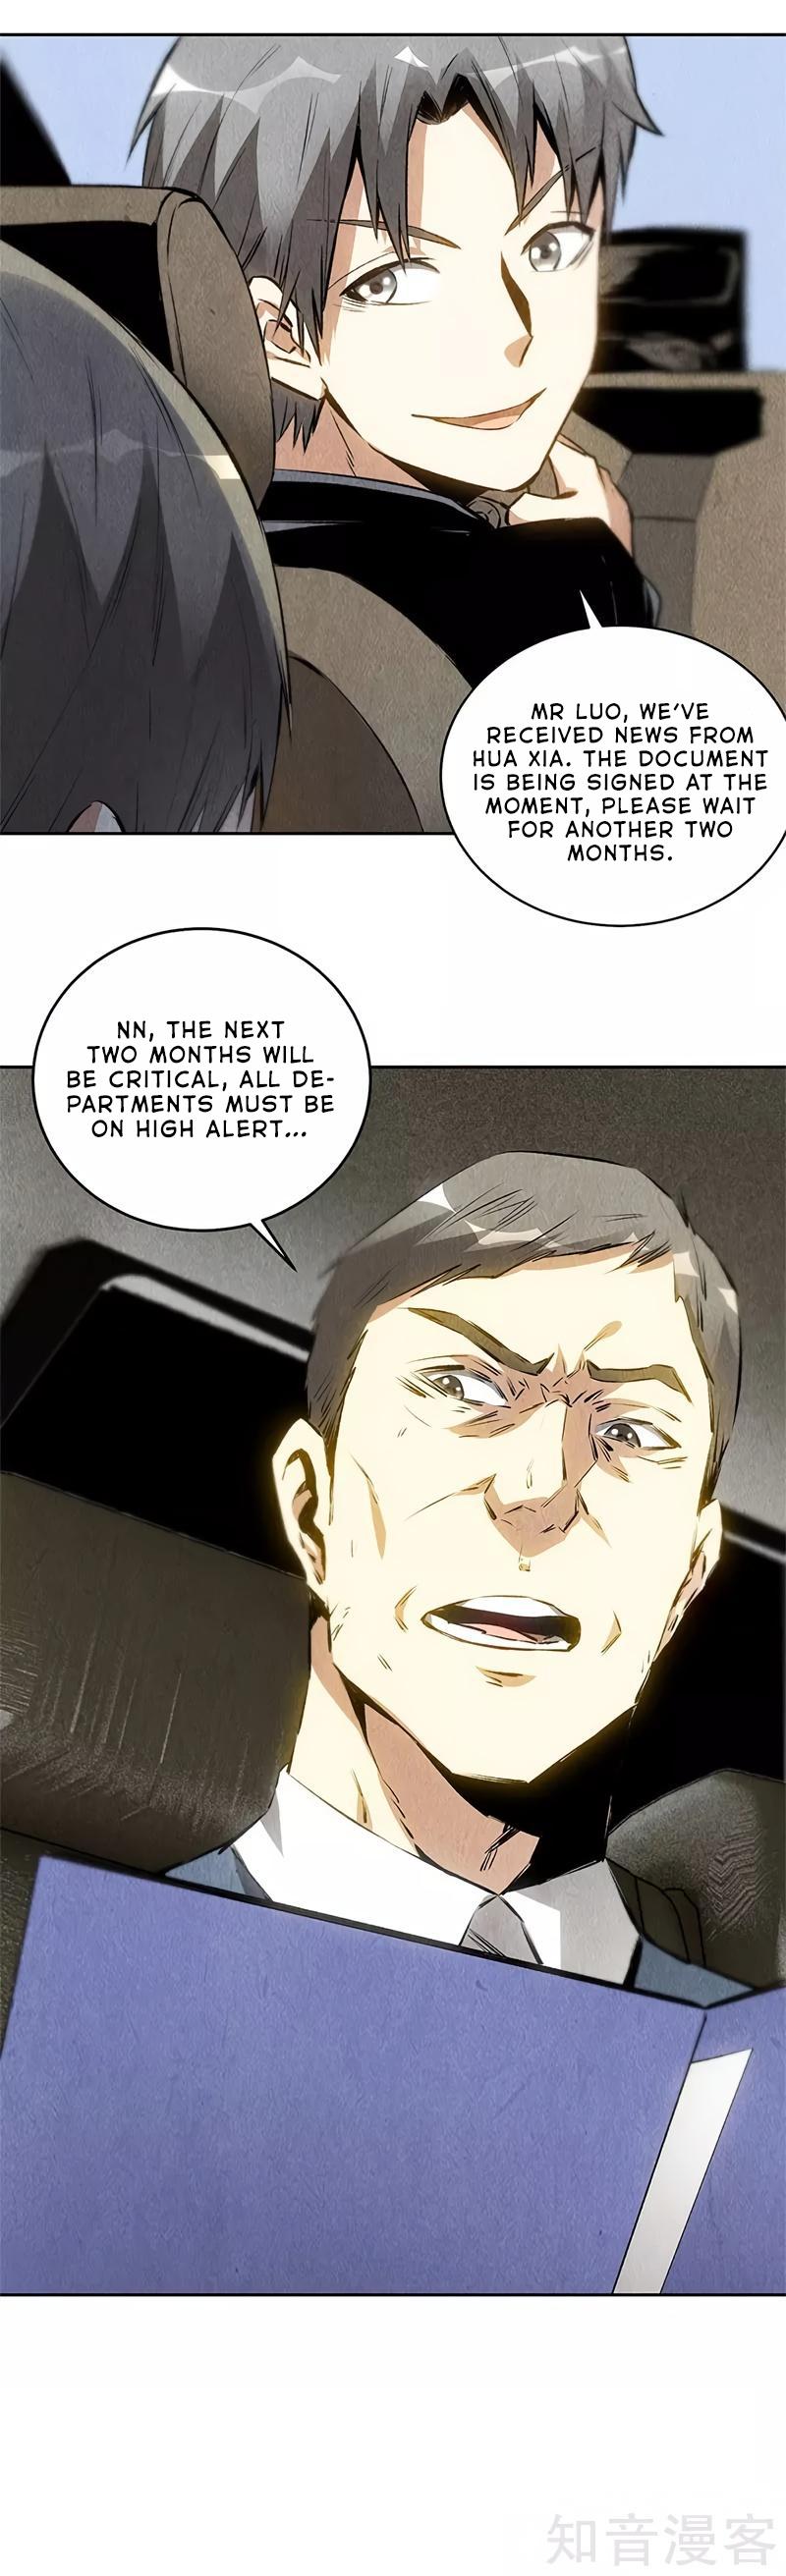 MR LUO, WE'VE
RECEIVED NEWS FROM
HUA XIA. THE DOCUMENT
IS BEING SIGNED AT THE
MOMENT, PLEASE WAIT
FOR ANOTHER TWO
MONTHS.
NN, THE NEXT
TWO MONTHS WILL
BE CRITICAL, ALL DE-
PARTMENTS MUST BE
ON HIGH ALERT...
知音漫客